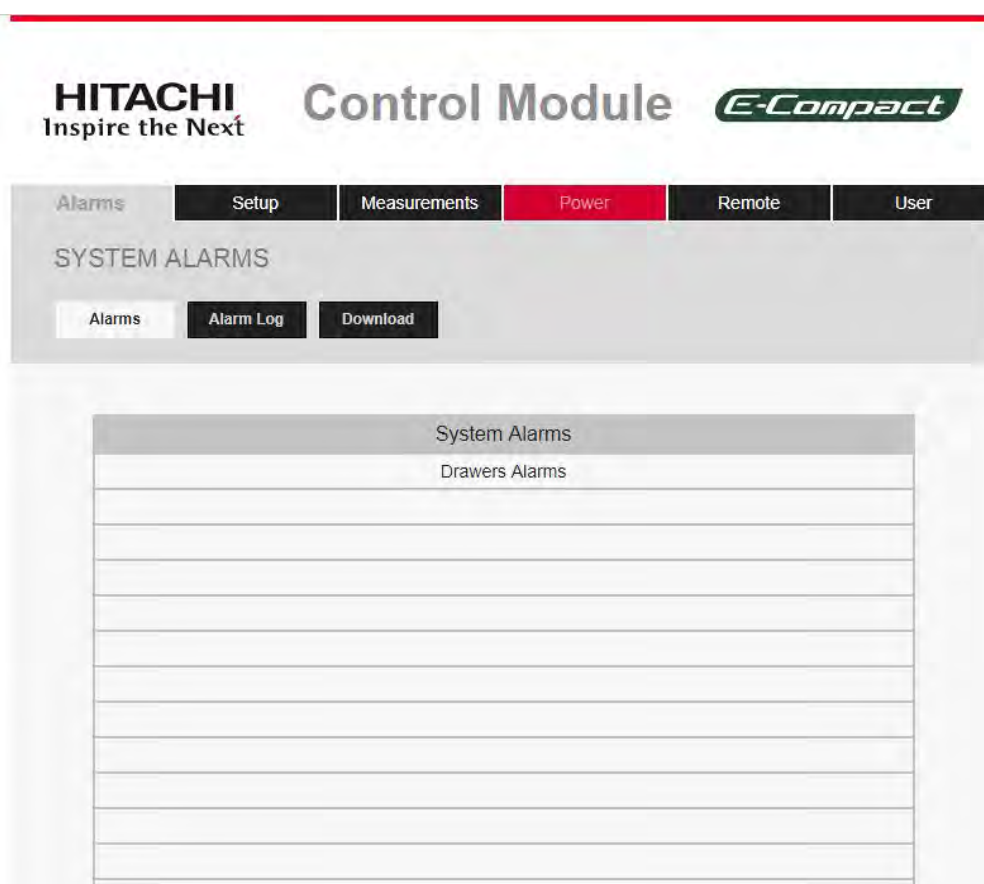 HITACHI
Inspire the Next
Control Module
E-Compact
Alarms Setup Measurements Power Remote User
SYSTEM ALARMS
Alarms Alarm Log Download
System Alarms
Drawers Alarms